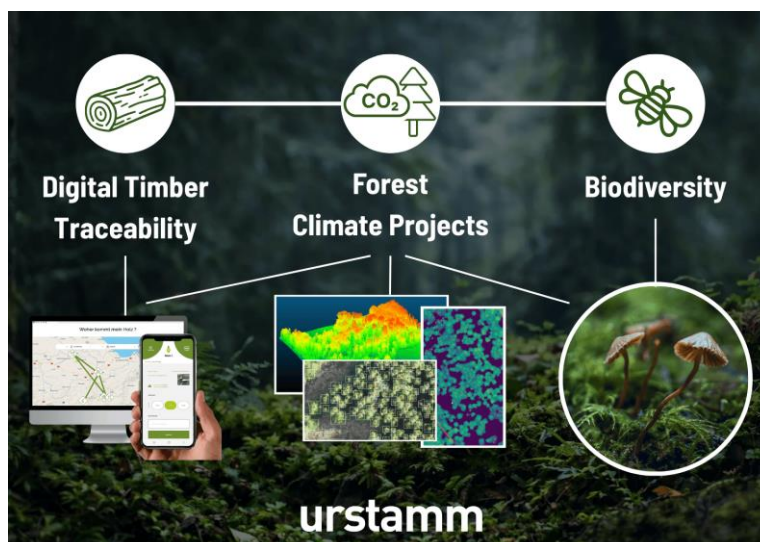 CO₂
Digital Timber
Traceability
Forest
Climate Projects
Biodiversity
Woher kommt mein Holz ?
urstamm